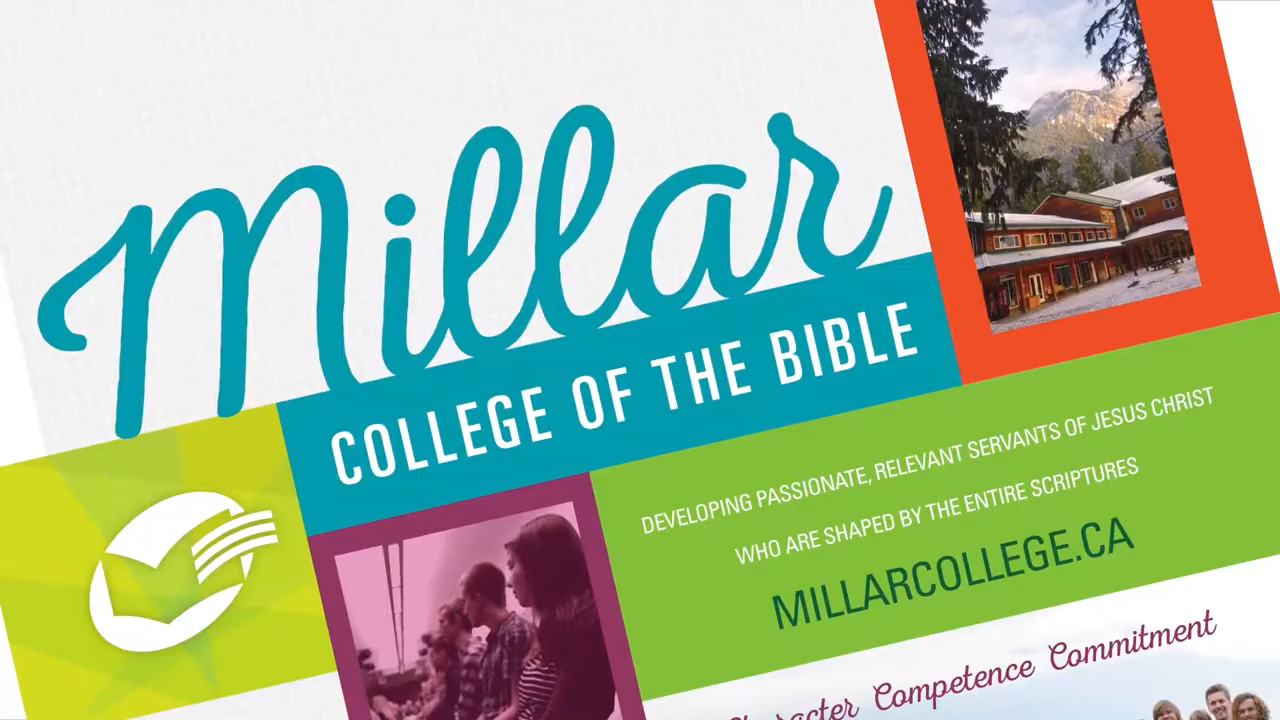 Millar
COLLEGE OF THE BIBLE
DEVELOPING PASSIONATE, RELEVANT SERVANTS OF JESUS CHRIST
WHO ARE SHAPED BY THE ENTIRE SCRIPTURES
MILLARCOLLEGE.CA
Character Competence Commitment